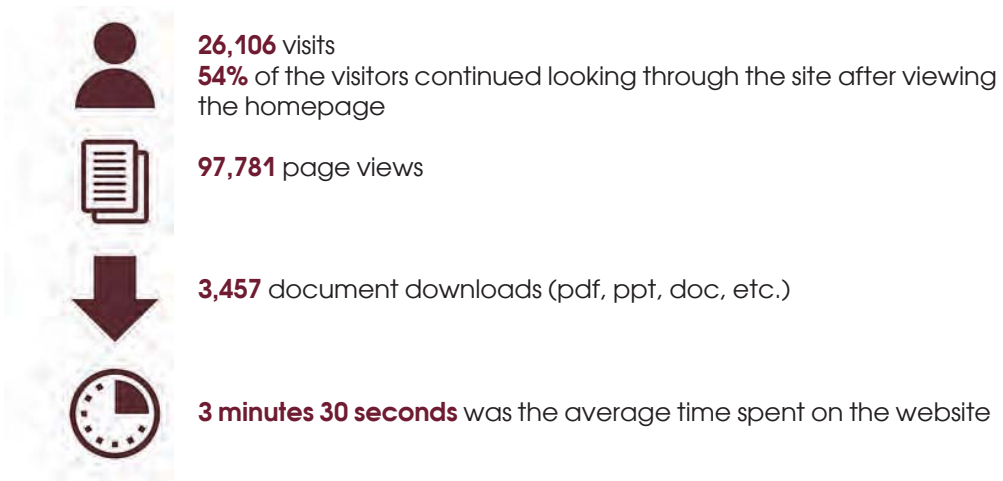 26,106 visits
54% of the visitors continued looking through the site after viewing
the homepage
97,781 page views
3,457 document downloads (pdf, ppt, doc, etc.)
3 minutes 30 seconds was the average time spent on the website